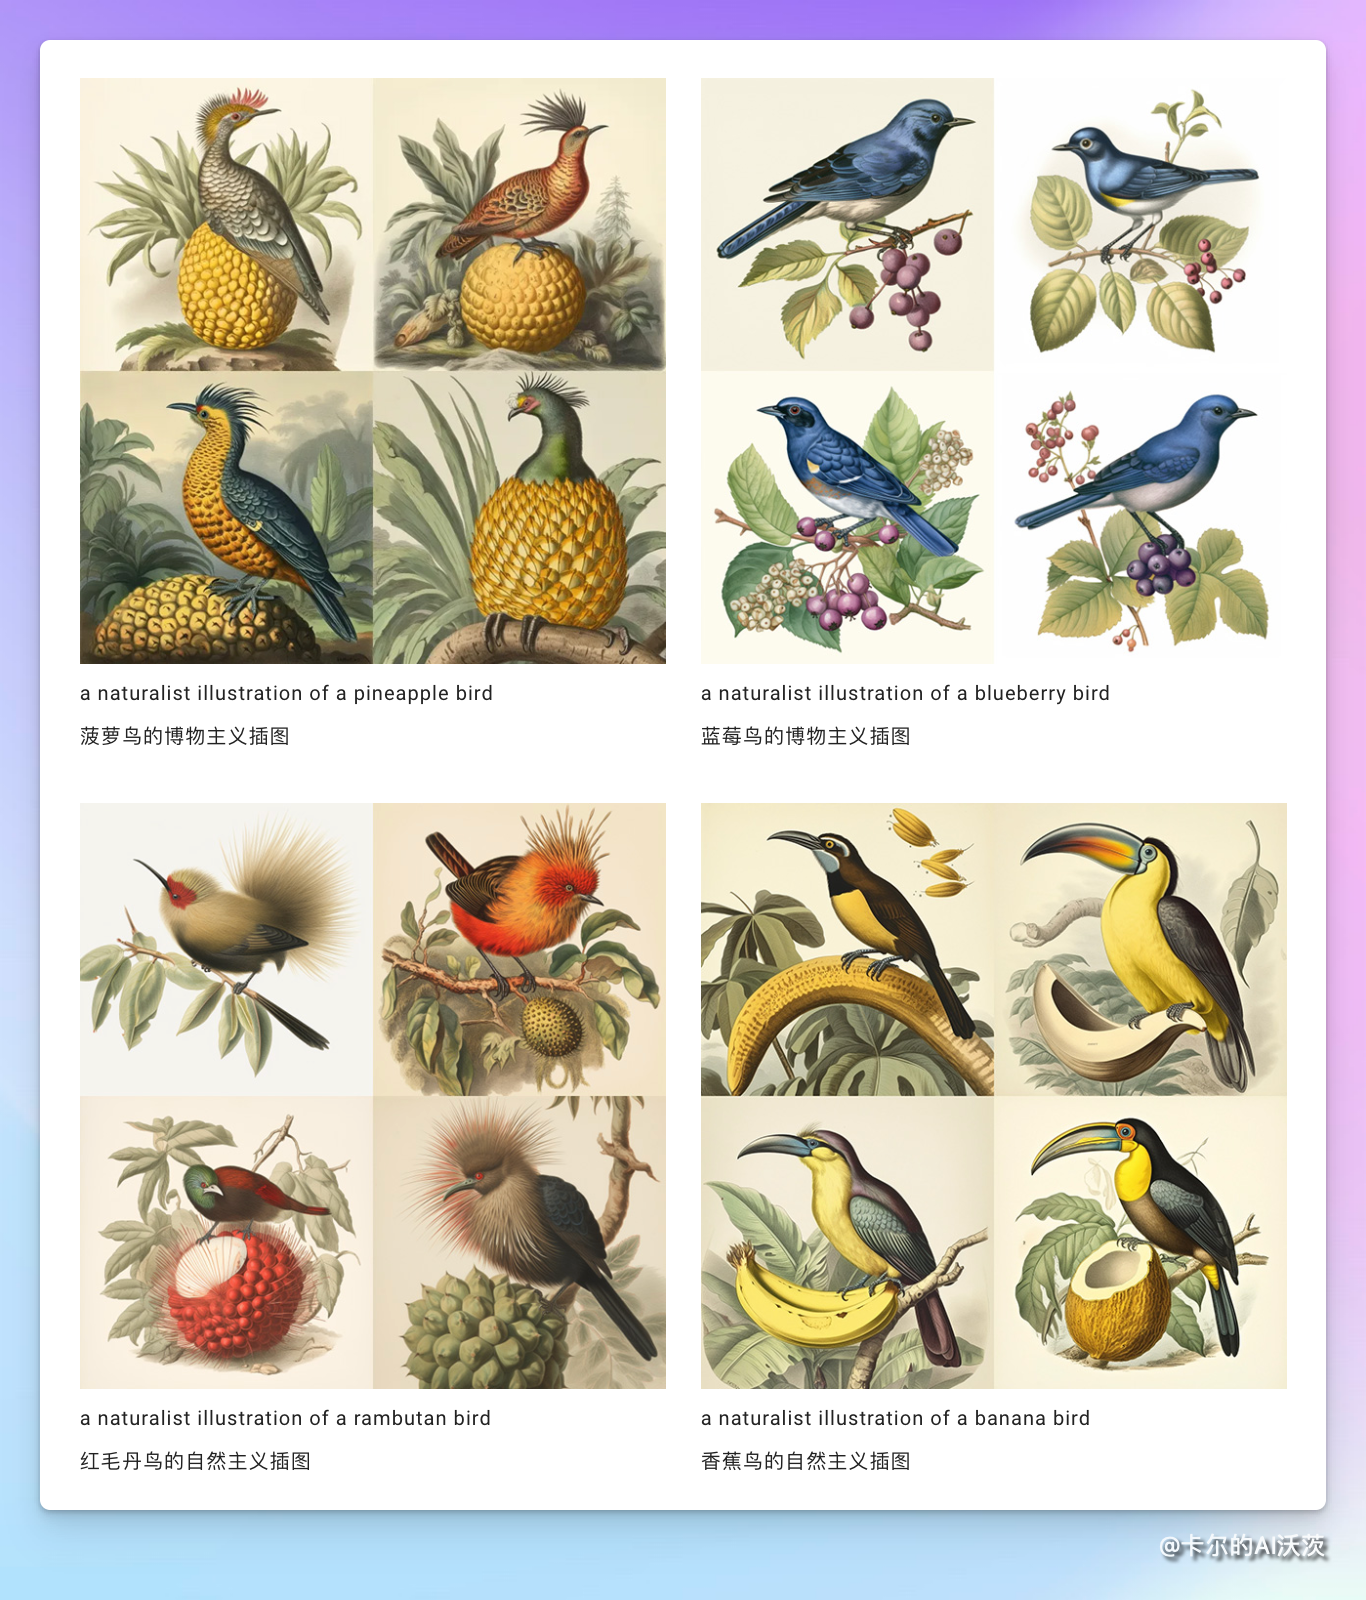 a naturalist illustration of a pineapple bird
菠萝鸟的博物主义插图
a naturalist illustration of a blueberry bird
蓝莓鸟的博物主义插图
a naturalist illustration of a rambutan bird
红毛丹鸟的自然主义插图
a naturalist illustration of a banana bird
香蕉鸟的自然主义插图
@卡尔的AI沃茨